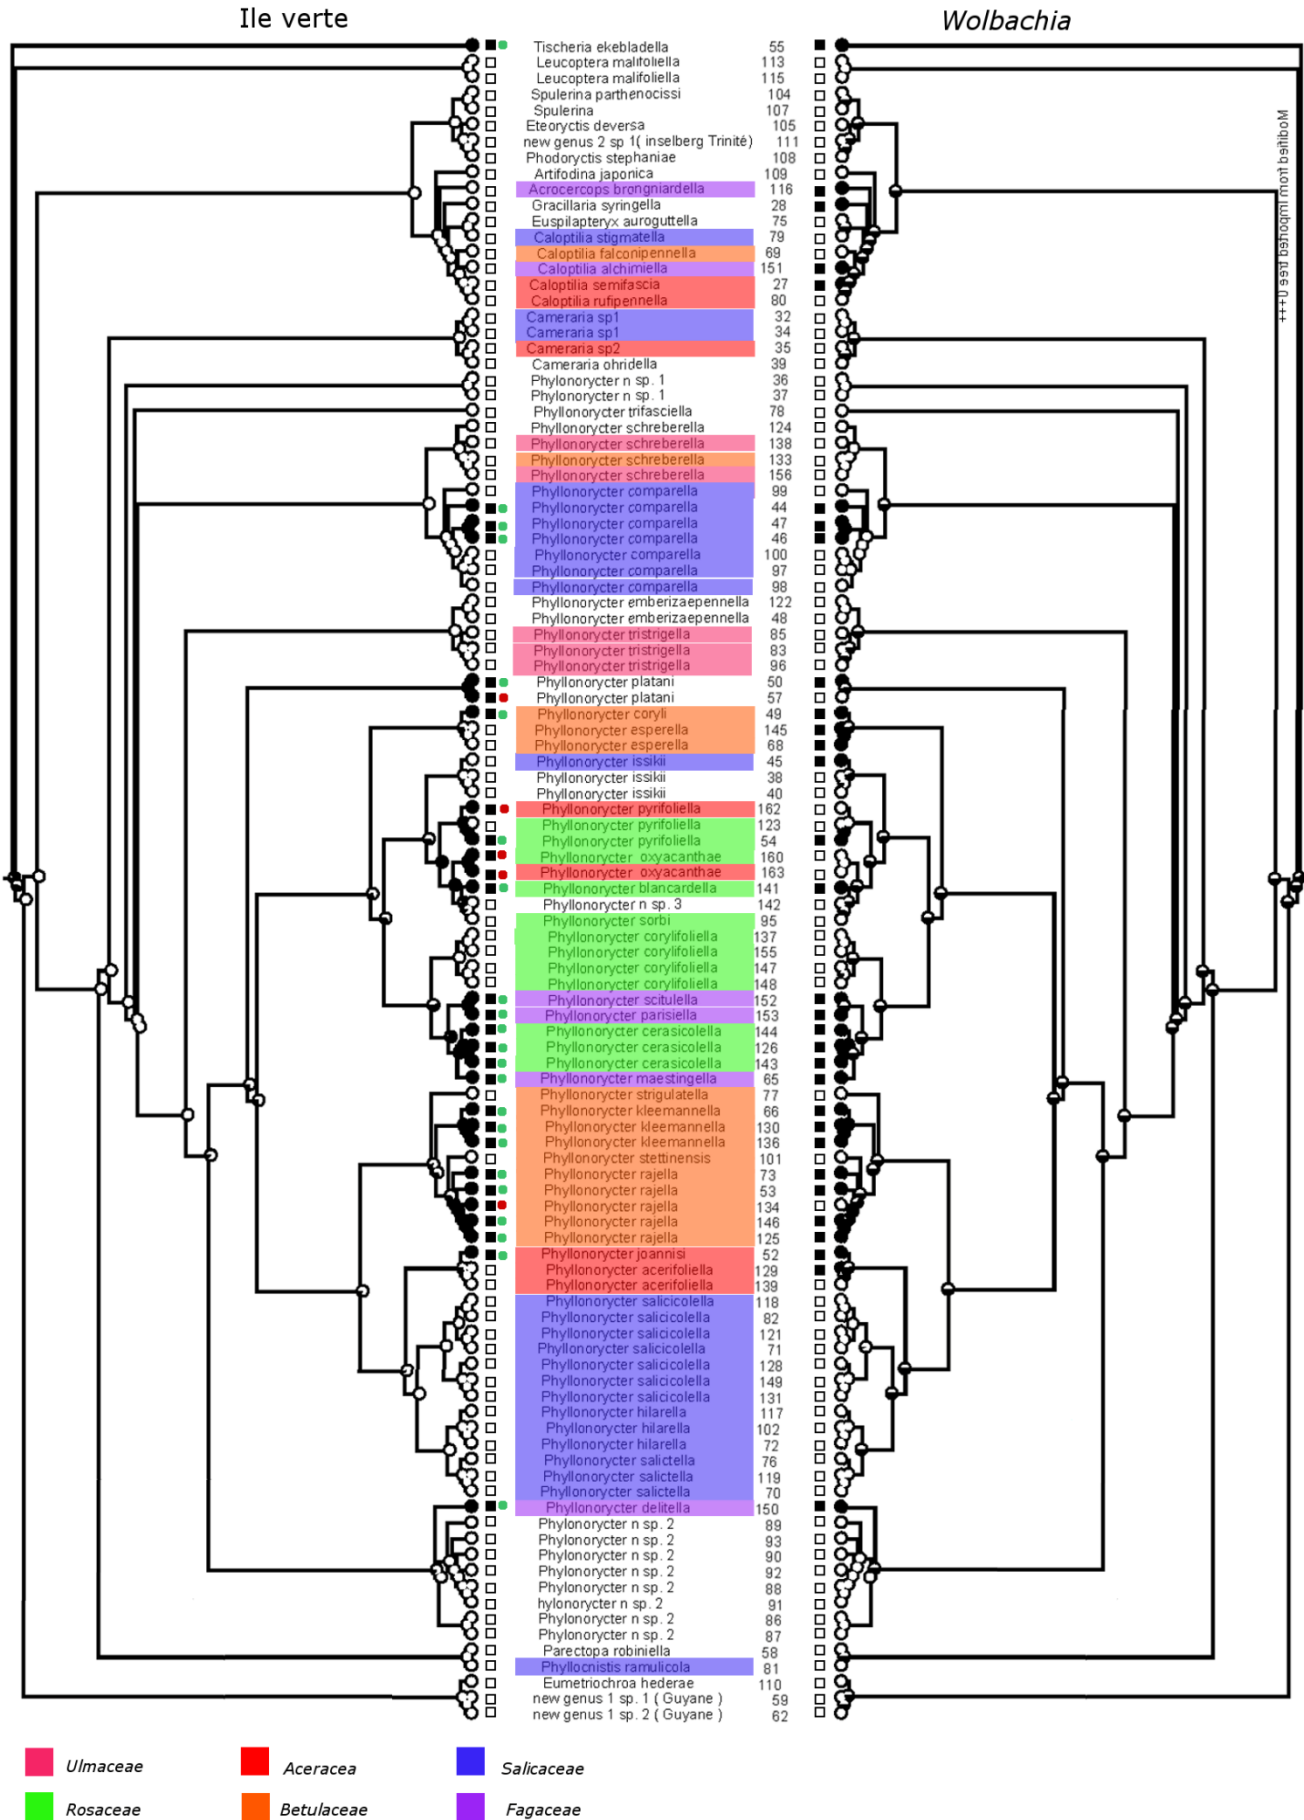 Ile verte
Wolbachia
Tischeria ekebladella 55
Leucoptera malifoliella 113
Leucoptera malifoliella 115
Spulerina parthenocissi 104
Spulerina 107
Eteoryctis deversa 105
new genus 2 sp 1( inselberg Trinité) 111
Phodoryctis stephaniae 108
Artifodina japonica 109
Acrocercops brongniardella 116
Gracillaria syringella 28
Euspilapteryx auroguttella 75
Caloptilia stigmatella 79
Caloptilia falconipennella 69
Caloptilia alchimiella 151
Caloptilia semifascia 27
Caloptilia rufipennella 80
Cameraria sp1 32
Cameraria sp1 34
Cameraria sp2 35
Cameraria ohridella 39
Phylonorycter n sp. 1 36
Phylonorycter n sp. 1 37
Phyllonorycter trifasciella 78
Phyllonorycter schreberella 124
Phyllonorycter schreberella 138
Phyllonorycter schreberella 133
Phyllonorycter schreberella 156
Phyllonorycter comparella 99
Phyllonorycter comparella 44
Phyllonorycter comparella 47
Phyllonorycter comparella 46
Phyllonorycter comparella 100
Phyllonorycter comparella 97
Phyllonorycter comparella 98
Phyllonorycter emberizaepennella 122
Phyllonorycter emberizaepennella 48
Phyllonorycter tristrigella 85
Phyllonorycter tristrigella 83
Phyllonorycter tristrigella 96
Phyllonorycter platani 50
Phyllonorycter platani 57
Phyllonorycter coryli 49
Phyllonorycter esperella 145
Phyllonorycter esperella 68
Phyllonorycter issikii 45
Phyllonorycter issikii 38
Phyllonorycter issikii 40
Phyllonorycter pyrifoliella 162
Phyllonorycter pyrifoliella 123
Phyllonorycter pyrifoliella 54
Phyllonorycter oxyacanthae 160
Phyllonorycter oxyacanthae 163
Phyllonorycter blancardella 141
Phyllonorycter n sp. 3 142
Phyllonorycter sorbi 95
Phyllonorycter corylifoliella 137
Phyllonorycter corylifoliella 155
Phyllonorycter corylifoliella 147
Phyllonorycter corylifoliella 148
Phyllonorycter scitulella 152
Phyllonorycter parisiella 153
Phyllonorycter cerasicolella 144
Phyllonorycter cerasicolella 126
Phyllonorycter cerasicolella 143
Phyllonorycter maestingella 65
Phyllonorycter strigulatella 77
Phyllonorycter kleemannella 66
Phyllonorycter kleemannella 130
Phyllonorycter kleemannella 136
Phyllonorycter stettinensis 101
Phyllonorycter rajella 73
Phyllonorycter rajella 53
Phyllonorycter rajella 134
Phyllonorycter rajella 146
Phyllonorycter rajella 125
Phyllonorycter joannisi 52
Phyllonorycter acerifoliella 129
Phyllonorycter acerifoliella 139
Phyllonorycter salicicolella 118
Phyllonorycter salicicolella 82
Phyllonorycter salicicolella 121
Phyllonorycter salicicolella 71
Phyllonorycter salicicolella 128
Phyllonorycter salicicolella 149
Phyllonorycter salicicolella 131
Phyllonorycter hilarella 117
Phyllonorycter hilarella 102
Phyllonorycter hilarella 72
Phyllonorycter salictella 76
Phyllonorycter salictella 119
Phyllonorycter salictella 70
Phyllonorycter delitella 150
Phylonorycter n sp. 2 89
Phylonorycter n sp. 2 93
Phylonorycter n sp. 2 90
Phylonorycter n sp. 2 92
Phylonorycter n sp. 2 88
hylonorycter n sp. 2 91
Phylonorycter n sp. 2 86
Phylonorycter n sp. 2 87
Parectopa robiniella 58
Phyllocnistis ramulicola 81
Eumetriochroa hederae 110
new genus 1 sp. 1 ( Guyane ) 59
new genus 1 sp. 2 ( Guyane ) 62
Modified from Imported tree 0+++
Ulmaceae
Aceracea
Salicaceae
Rosaceae
Betulaceae
Fagaceae